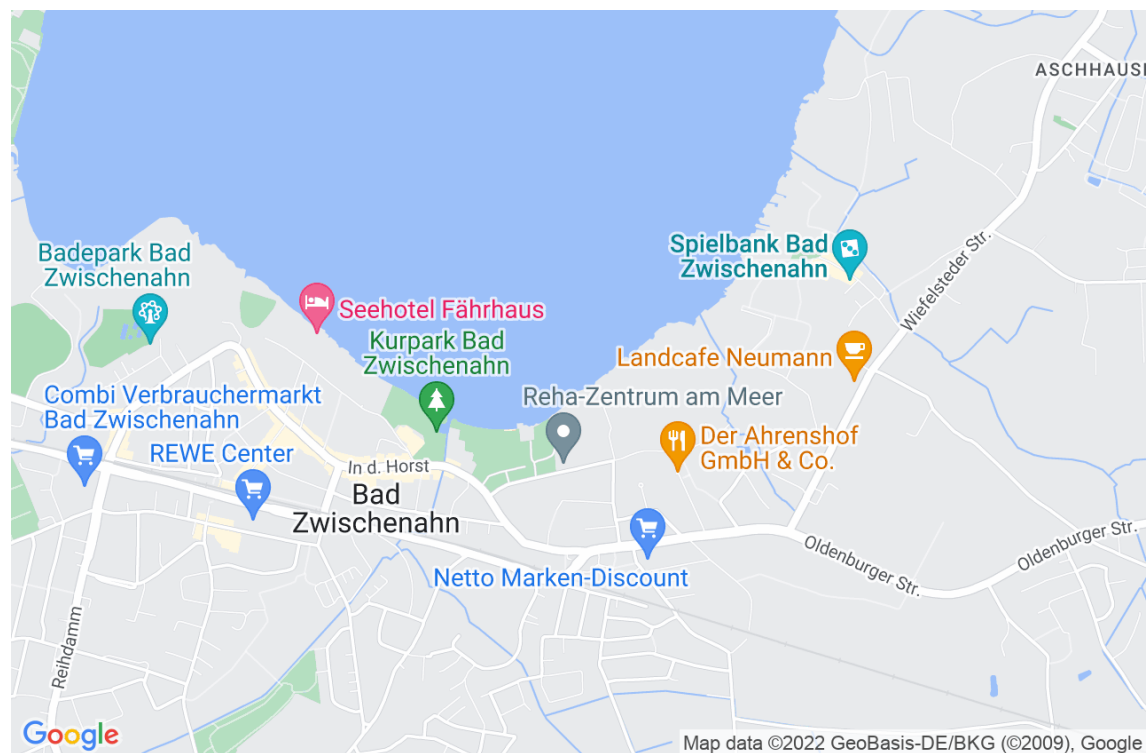 ASCHHAUSE
Badepark Bad
Zwischenahn
Spielbank Bad
Zwischenahn
Wiefelsteder Str.
Seehotel Fährhaus
Kurpark Bad
Zwischenahn
Landcafe Neumann
Reha-Zentrum am Meer
Combi Verbrauchermarkt
Bad Zwischenahn
REWE Center
In d. Horst
Der Ahrenshof
GmbH & Co.
Bad
Zwischenahn
Netto Marken-Discount
Oldenburger Str.
Oldenburger Str.
Reihdamm
Google
Map data ©2022 GeoBasis-DE/BKG (©2009), Google